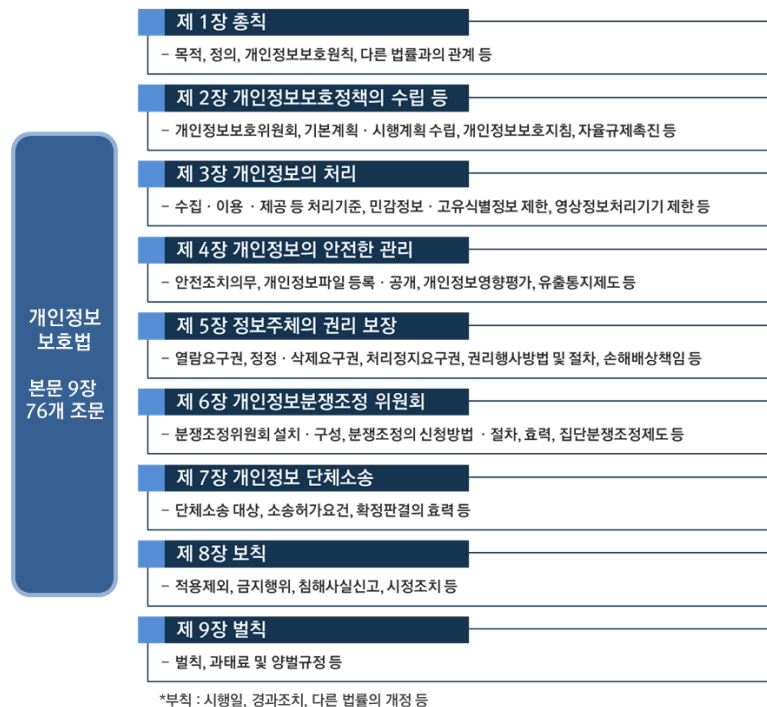 제 1장 총칙
- 목적, 정의, 개인정보보호원칙, 다른 법률과의 관계 등
제 2장 개인정보보호정책의 수립 등
- 개인정보보호위원회, 기본계획 · 시행계획 수립, 개인정보보호지침, 자율규제촉진 등
제 3장 개인정보의 처리
- 수집 · 이용 · 제공 등 처리기준, 민감정보 · 고유식별정보 제한, 영상정보처리기기 제한 등
제 4장 개인정보의 안전한 관리
- 안전조치의무, 개인정보파일 등록 · 공개, 개인정보영향평가, 유출통지제도 등
개인정보
보호법
본문 9장
76개 조문
제 5장 정보주체의 권리 보장
- 열람요구권, 정정 · 삭제요구권, 처리정지요구권, 권리행사방법 및 절차, 손해배상책임 등
제 6장 개인정보분쟁조정 위원회
- 분쟁조정위원회 설치 · 구성, 분쟁조정의 신청방법 · 절차, 효력, 집단분쟁조정제도 등
제 7장 개인정보 단체소송
- 단체소송 대상, 소송허가요건, 확정판결의 효력 등
제 8장 보칙
- 적용제외, 금지행위, 침해사실신고, 시정조치 등
제 9장 벌칙
- 벌칙, 과태료 및 양벌규정 등
*부칙 : 시행일, 경과조치, 다른 법률의 개정 등